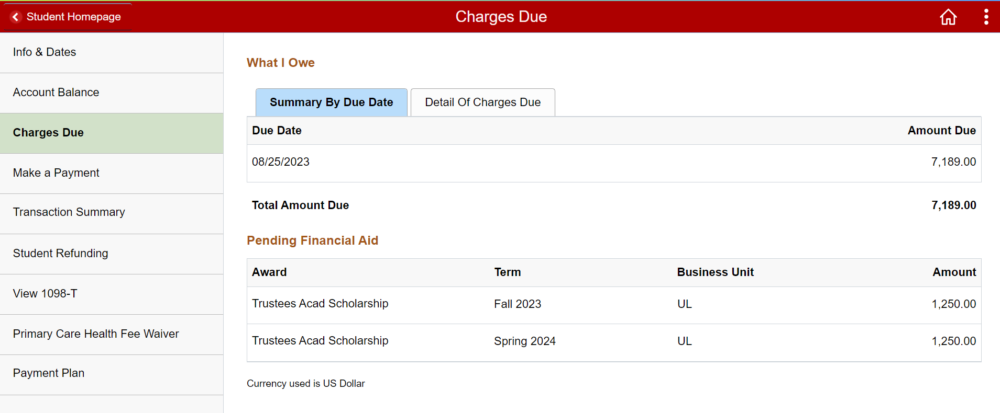 Student Homepage
Charges Due
Info & Dates
Account Balance
Charges Due
Make a Payment
Transaction Summary
Student Refunding
View 1098-T
Primary Care Health Fee Waiver
Payment Plan
What I Owe
Summary By Due Date Detail Of Charges Due
Due Date Amount Due
08/25/2023 7,189.00
Total Amount Due 7,189.00
Pending Financial Aid
Award Term Business Unit Amount
Trustees Acad Scholarship Fall 2023 UL 1,250.00
Trustees Acad Scholarship Spring 2024 UL 1,250.00
Currency used is US Dollar